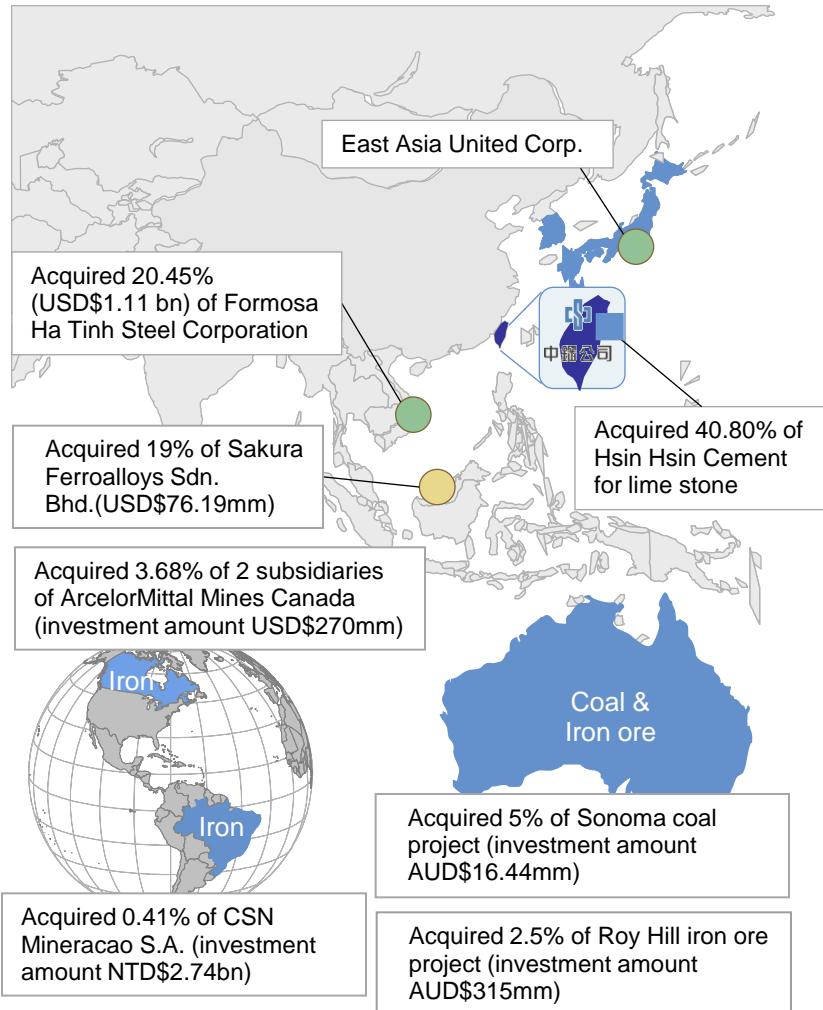 East Asia United Corp.
Acquired 20.45%
(USD$1.11 bn) of Formosa
Ha Tinh Steel Corporation
中鋼公司
Acquired 40.80% of
Hsin Hsin Cement
for lime stone
Acquired 19% of Sakura
Ferroalloys Sdn.
Bhd.(USD$76.19mm)
Acquired 3.68% of 2 subsidiaries
of ArcelorMittal Mines Canada
(investment amount USD$270mm)
Iron
Iron
Coal &
Iron ore
Acquired 5% of Sonoma coal
project (investment amount
AUD$16.44mm)
Acquired 0.41% of CSN
Mineracao S.A. (investment
amount NTD$2.74bn)
Acquired 2.5% of Roy Hill iron ore
project (investment amount
AUD$315mm)